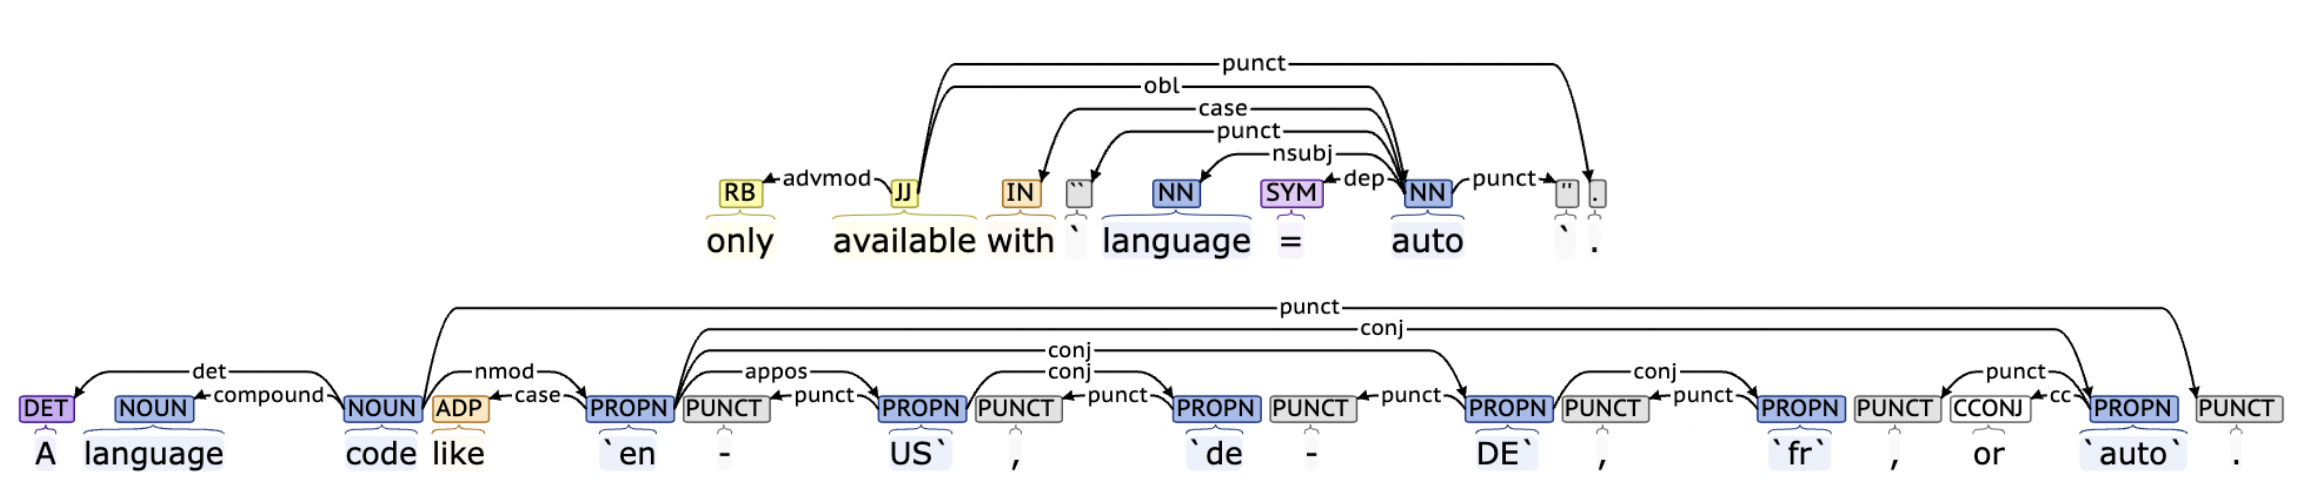 punct
obl
case
punct
nsubj
advmod dep punct
RB JJ IN `` NN SYM NN '' .
only available with ` language = auto ` .
punct
conj
conj
det nmod appos conj conj punct
compound case punct punct punct punct cc
DET NOUN NOUN ADP PROPN PUNCT PROPN PUNCT PROPN PUNCT PROPN PUNCT PROPN PUNCT CCONJ PROPN PUNCT
A language code like `en - US` , `de - DE` , `fr` , or `auto` .